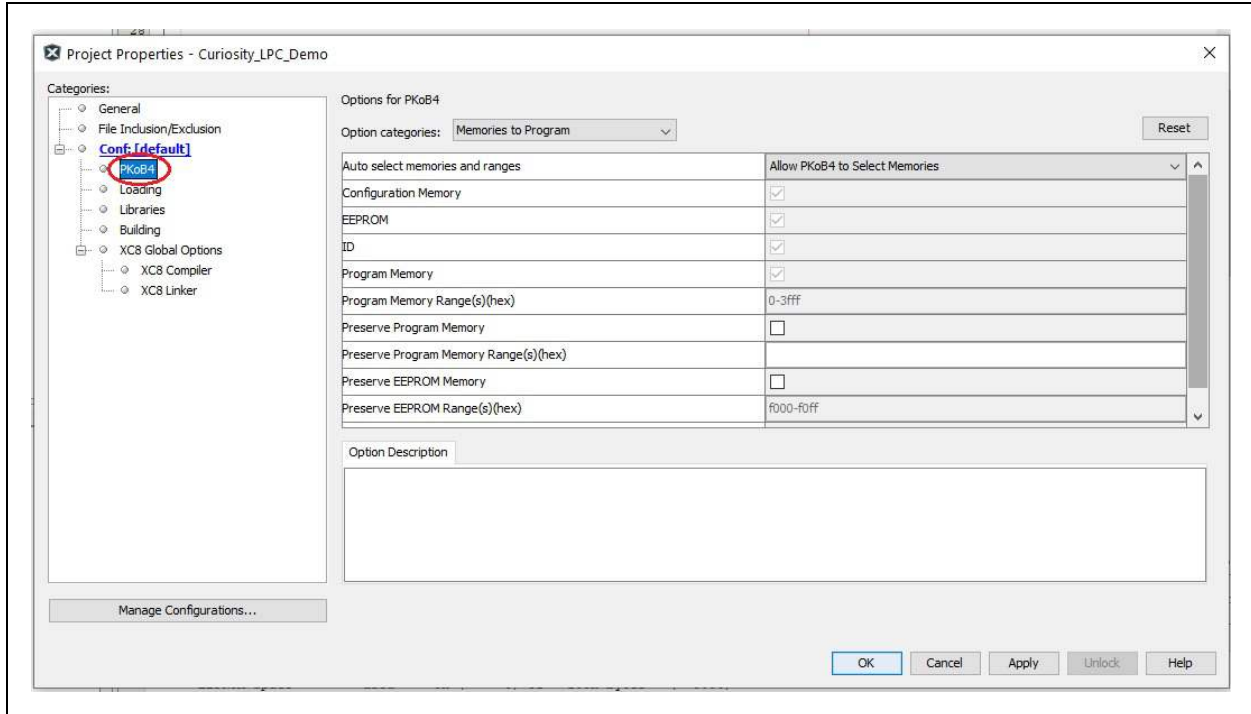 28
Project Properties - Curiosity_LPC_Demo
Categories:
General
File Inclusion/Exclusion
Conf: [default]
PKoB4
Loading
Libraries
Building
XC8 Global Options
XC8 Compiler
XC8 Linker
Manage Configurations...
Options for PKoB4
Option categories: Memories to Program
Reset
Auto select memories and ranges Allow PKoB4 to Select Memories
Configuration Memory
EEPROM
ID
Program Memory
Program Memory Range(s)(hex) 0-3fff
Preserve Program Memory
Preserve Program Memory Range(s)(hex)
Preserve EEPROM Memory
Preserve EEPROM Range(s)(hex) f000-f0ff
Option Description
OK Cancel Apply Unlock Help